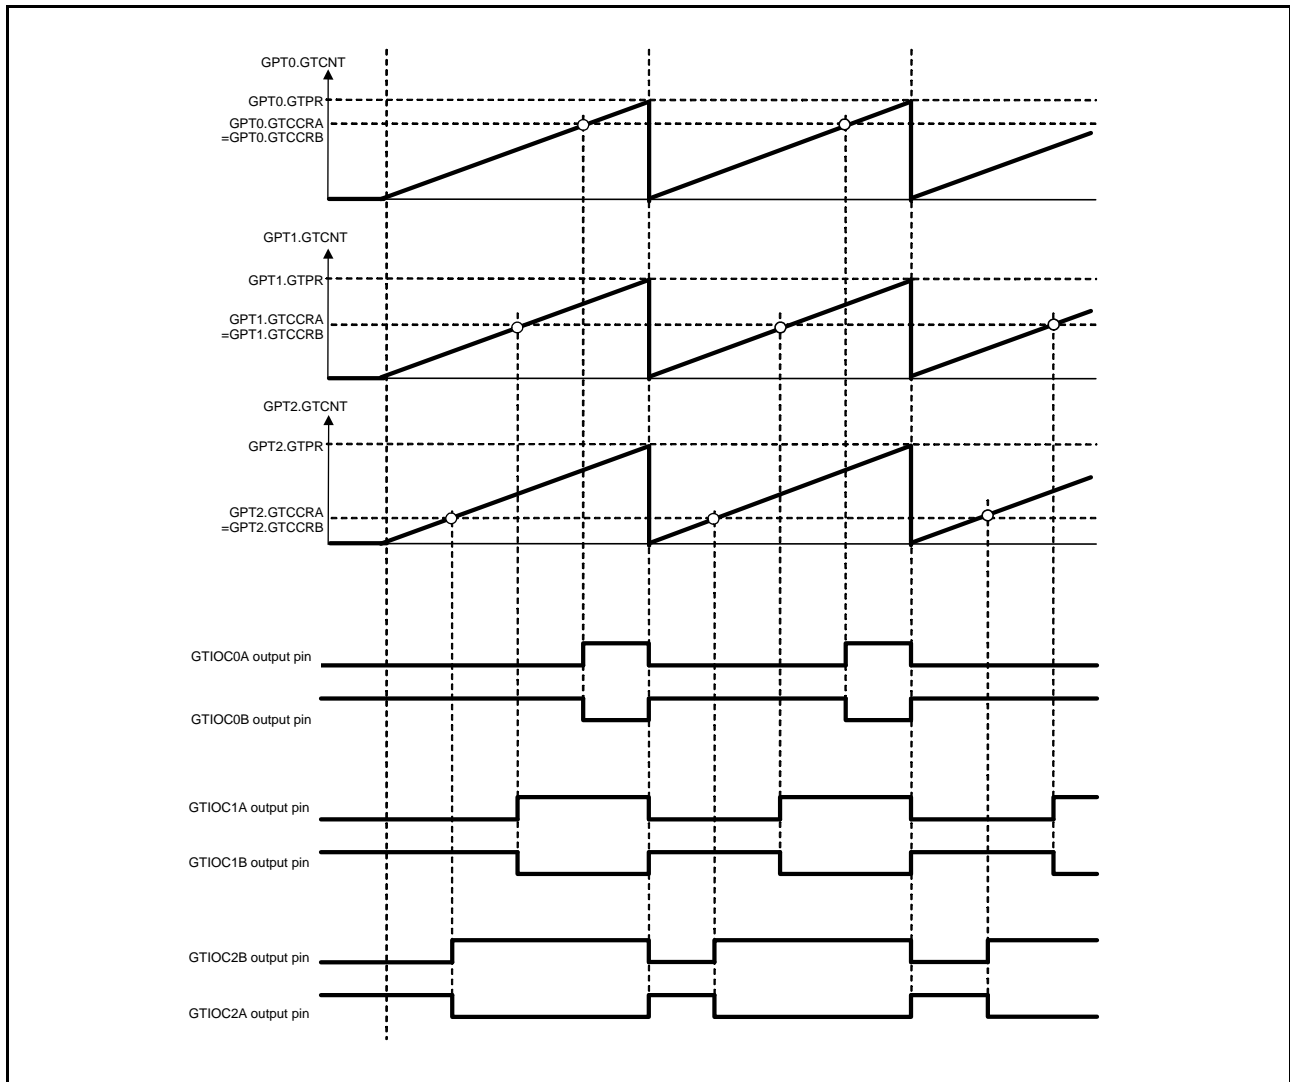 GPT0.GTCNT
GPT0.GTPR
GPT0.GTCCRA
=GPT0.GTCCRB
GPT1.GTCNT
GPT1.GTPR
GPT1.GTCCRA
=GPT1.GTCCRB
GPT2.GTCNT
GPT2.GTPR
GPT2.GTCCRA
=GPT2.GTCCRB
GTIOC0A output pin
GTIOC0B output pin
GTIOC1A output pin
GTIOC1B output pin
GTIOC2B output pin
GTIOC2A output pin